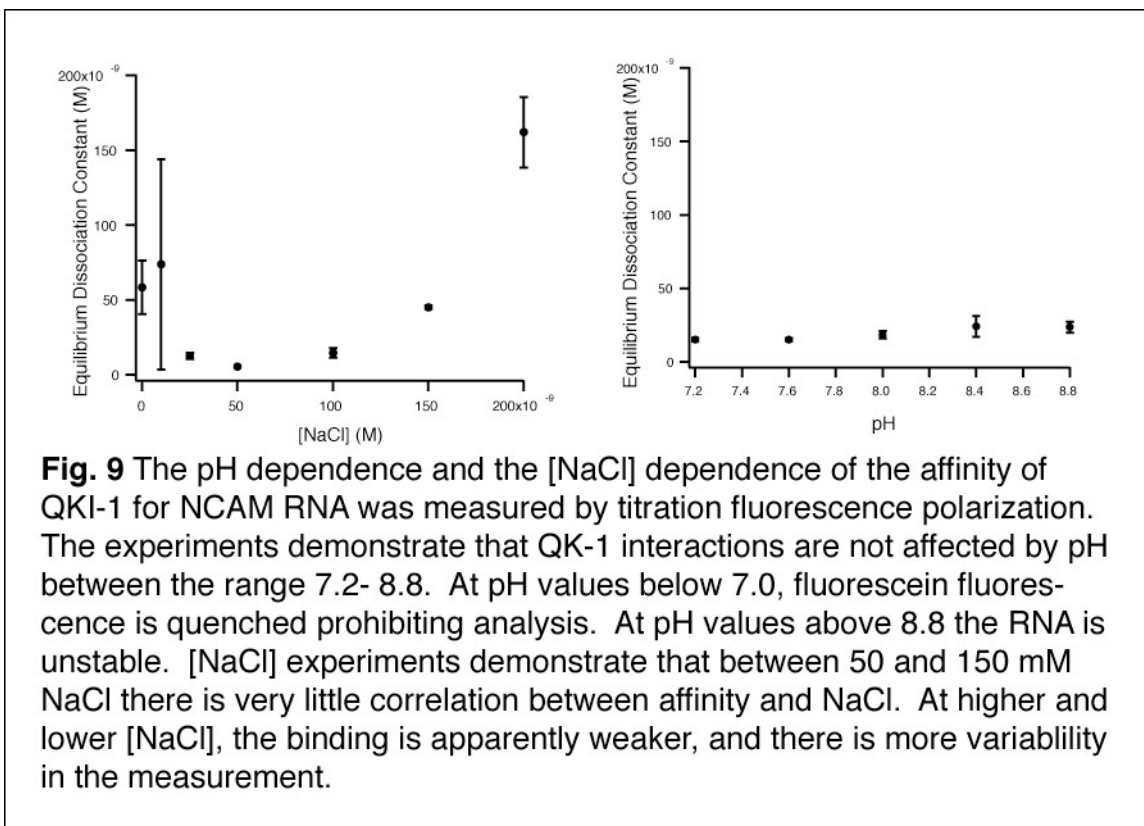 200x10 -9
150
100
50
0
Equilibrium Dissociation Constant (M)
0 50 100 150 200x10 -9
[NaCl] (M)
200x10 -9
150
100
50
0
Equilibrium Dissociation Constant (M)
7.2 7.4 7.6 7.8 8.0 8.2 8.4 8.6 8.8
pH
Fig. 9 The pH dependence and the [NaCl] dependence of the affinity of
QKI-1 for NCAM RNA was measured by titration fluorescence polarization.
The experiments demonstrate that QK-1 interactions are not affected by pH
between the range 7.2- 8.8.  At pH values below 7.0, fluorescein fluores-
cence is quenched prohibiting analysis.  At pH values above 8.8 the RNA is
unstable.  [NaCl] experiments demonstrate that between 50 and 150 mM
NaCl there is very little correlation between affinity and NaCl.  At higher and
lower [NaCl], the binding is apparently weaker, and there is more variablility
in the measurement.